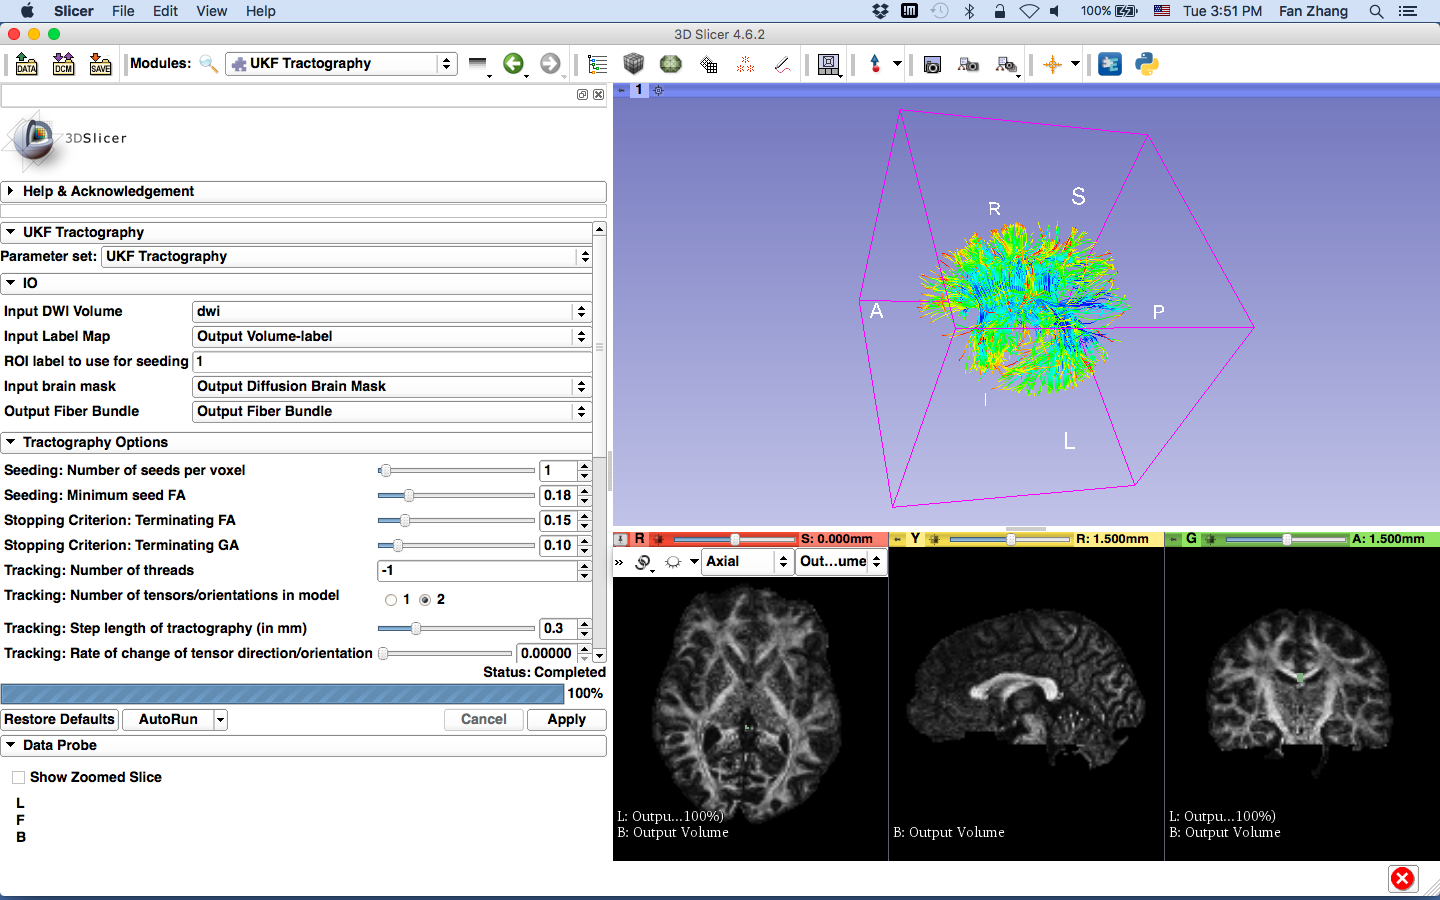 Slicer File Edit View Help 100% Tue 3:51 PM Fan Zhang
3D Slicer 4.6.2
DATA DCM SAVE Modules: UKF Tractography
1
3DSlicer
Help & Acknowledgement
UKF Tractography
Parameter set: UKF Tractography
IO
Input DWI Volume dwi
Input Label Map Output Volume-label
ROI label to use for seeding 1
Input brain mask Output Diffusion Brain Mask
Output Fiber Bundle Output Fiber Bundle
Tractography Options
Seeding: Number of seeds per voxel 1
Seeding: Minimum seed FA 0.18
Stopping Criterion: Terminating FA 0.15
Stopping Criterion: Terminating GA 0.10
Tracking: Number of threads -1
Tracking: Number of tensors/orientations in model 1 2
Tracking: Step length of tractography (in mm) 0.3
Tracking: Rate of change of tensor direction/orientation 0.00000
Status: Completed
100%
Restore Defaults AutoRun Cancel Apply
Data Probe
Show Zoomed Slice
L
F
B
R S
A P
I
L
R S: 0.000mm
» Axial Out...ume
L: Outpu...100%)
B: Output Volume
Y R: 1.500mm
B: Output Volume
G A: 1.500mm
L: Outpu...100%)
B: Output Volume